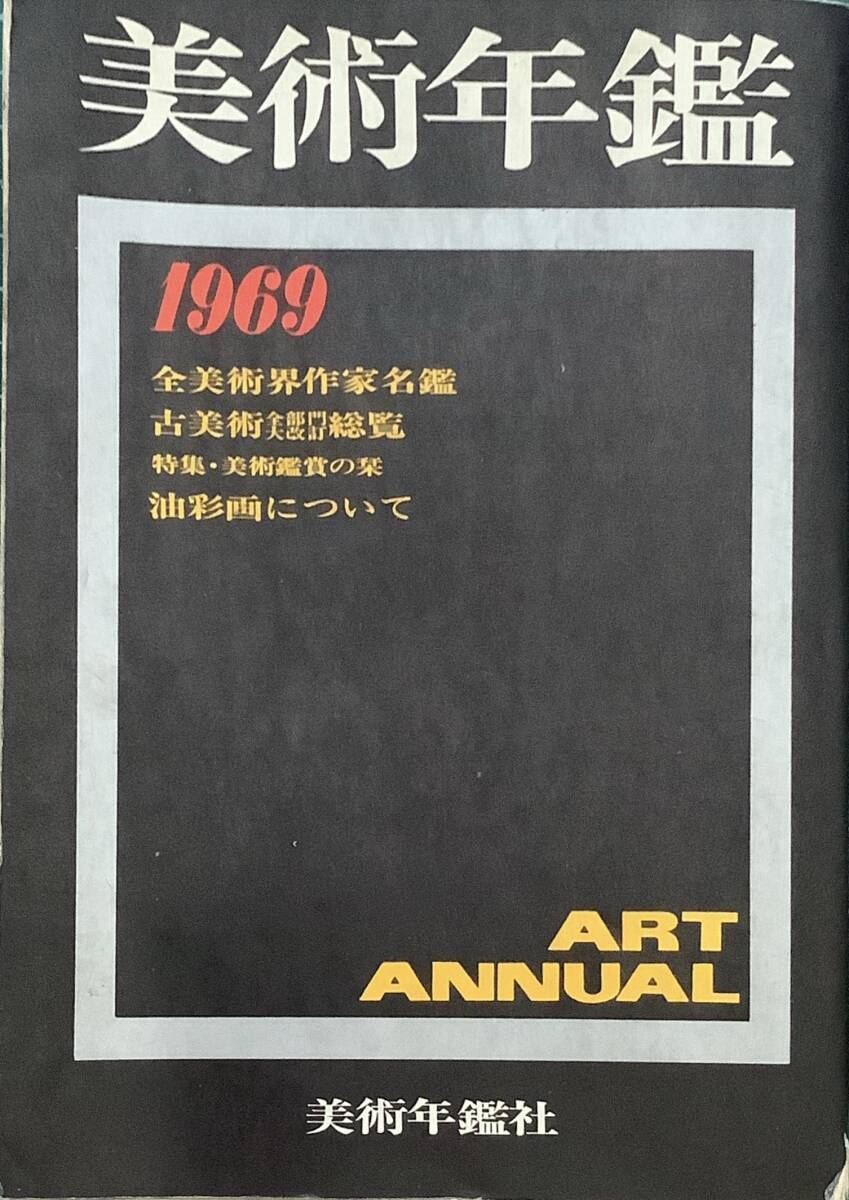 美術年鑑
1969
全美術界作家名鑑
古美術全部門大改訂総覧
特集・美術鑑賞の栞
油彩画について
ART
ANNUAL
美術年鑑社